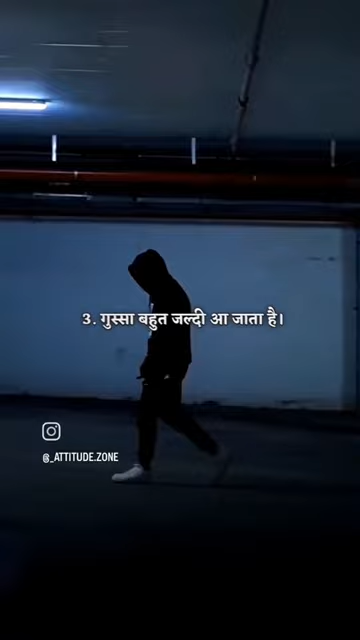 3. गुस्सा बहुत जल्दी आ जाता है।
@_ATTITUDE.ZONE